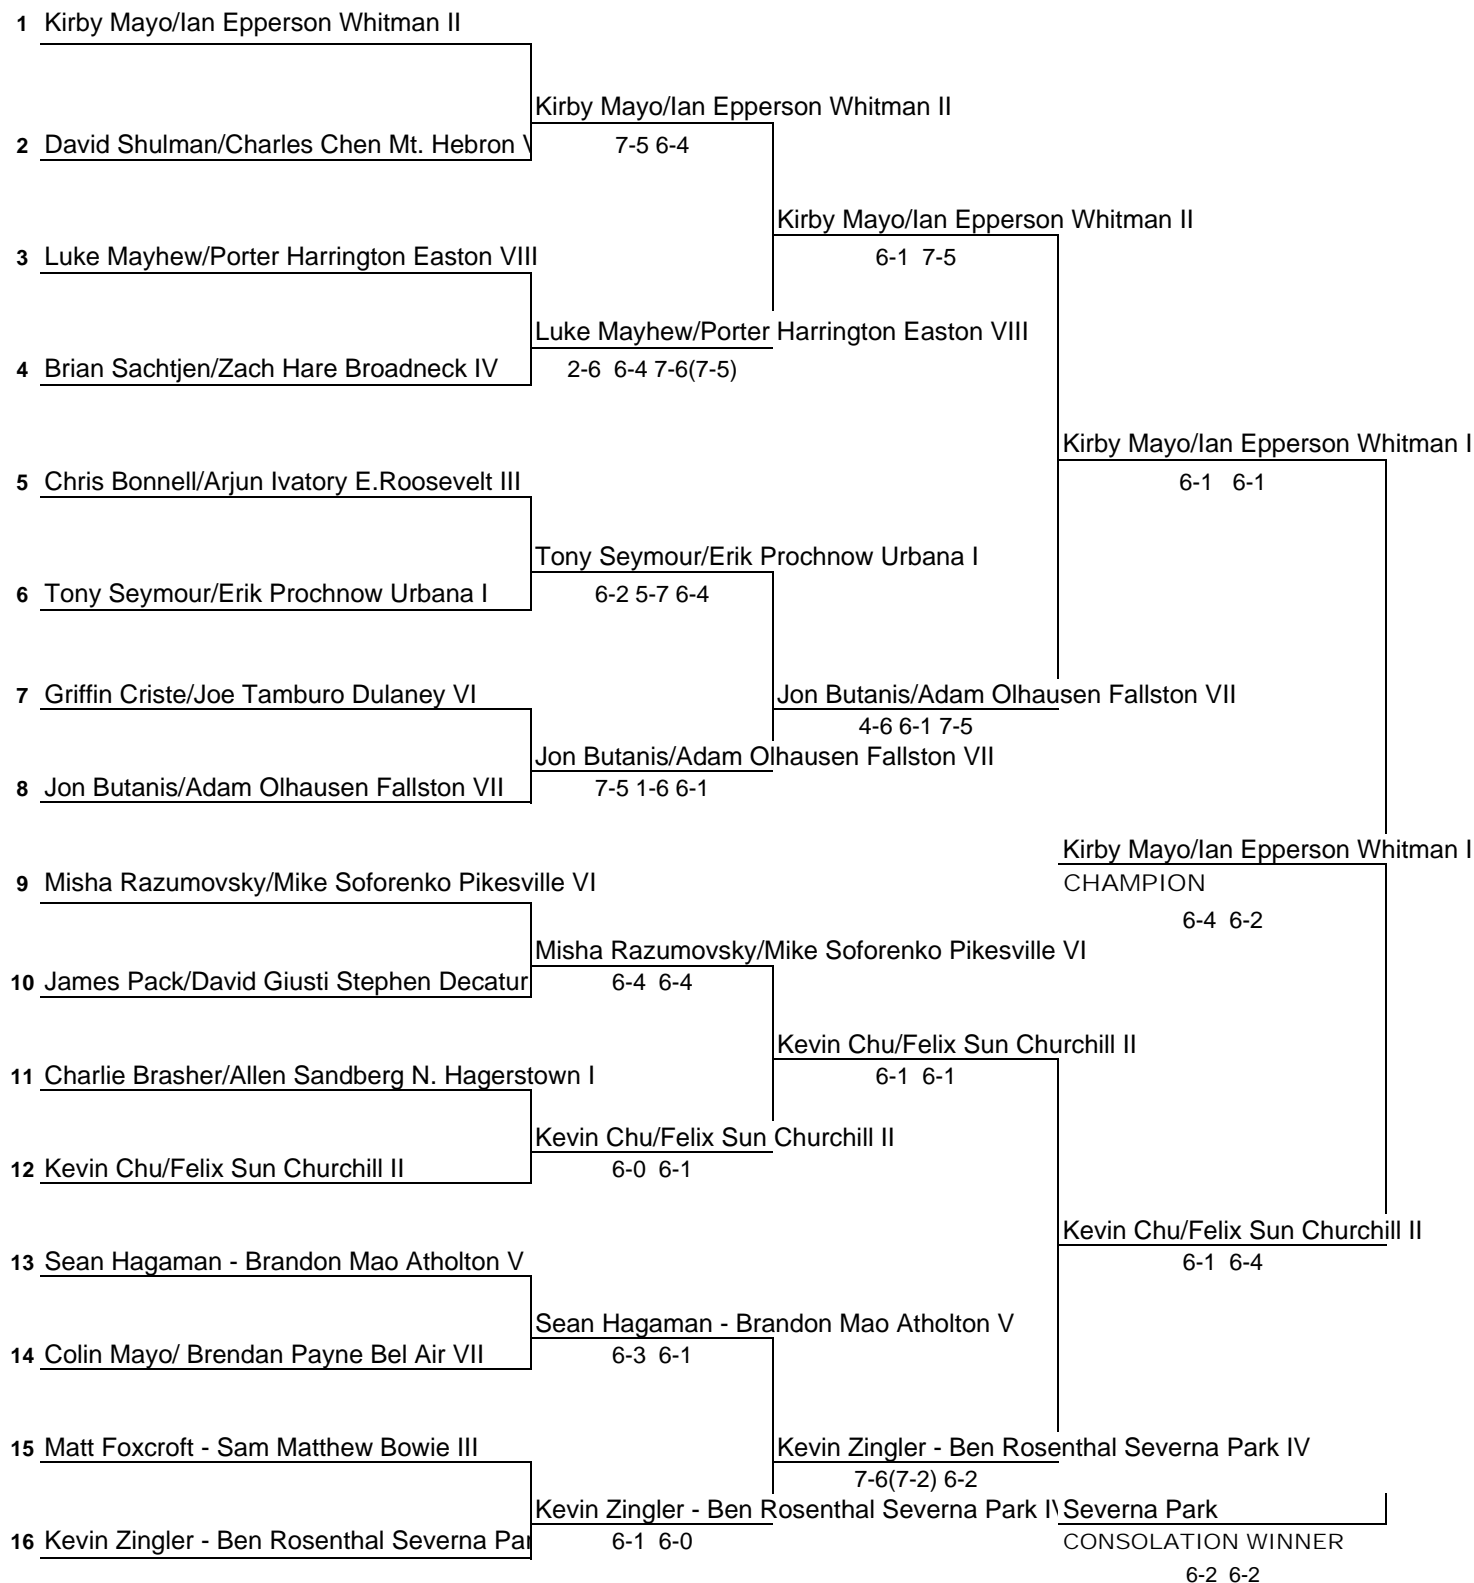 1 Kirby Mayo/Ian Epperson Whitman II
Kirby Mayo/Ian Epperson Whitman II
2 David Shulman/Charles Chen Mt. Hebron V
7-5 6-4
Kirby Mayo/Ian Epperson Whitman II
3 Luke Mayhew/Porter Harrington Easton VIII
6-1 7-5
Luke Mayhew/Porter Harrington Easton VIII
4 Brian Sachtjen/Zach Hare Broadneck IV
2-6 6-4 7-6(7-5)
Kirby Mayo/Ian Epperson Whitman I
5 Chris Bonnell/Arjun Ivatory E.Roosevelt III
6-1 6-1
Tony Seymour/Erik Prochnow Urbana I
6 Tony Seymour/Erik Prochnow Urbana I
6-2 5-7 6-4
7 Griffin Criste/Joe Tamburo Dulaney VI
Jon Butanis/Adam Olhausen Fallston VII
4-6 6-1 7-5
Jon Butanis/Adam Olhausen Fallston VII
8 Jon Butanis/Adam Olhausen Fallston VII
7-5 1-6 6-1
Kirby Mayo/Ian Epperson Whitman I
9 Misha Razumovsky/Mike Soforenko Pikesville VI
CHAMPION
6-4 6-2
Misha Razumovsky/Mike Soforenko Pikesville VI
10 James Pack/David Giusti Stephen Decatur
6-4 6-4
Kevin Chu/Felix Sun Churchill II
11 Charlie Brasher/Allen Sandberg N. Hagerstown I
6-1 6-1
Kevin Chu/Felix Sun Churchill II
12 Kevin Chu/Felix Sun Churchill II
6-0 6-1
Kevin Chu/Felix Sun Churchill II
13 Sean Hagaman - Brandon Mao Atholton V
6-1 6-4
Sean Hagaman - Brandon Mao Atholton V
14 Colin Mayo/ Brendan Payne Bel Air VII
6-3 6-1
15 Matt Foxcroft - Sam Matthew Bowie III
Kevin Zingler - Ben Rosenthal Severna Park IV
7-6(7-2) 6-2
Kevin Zingler - Ben Rosenthal Severna Park IV
Severna Park
16 Kevin Zingler - Ben Rosenthal Severna Par
6-1 6-0
CONSOLATION WINNER
6-2 6-2